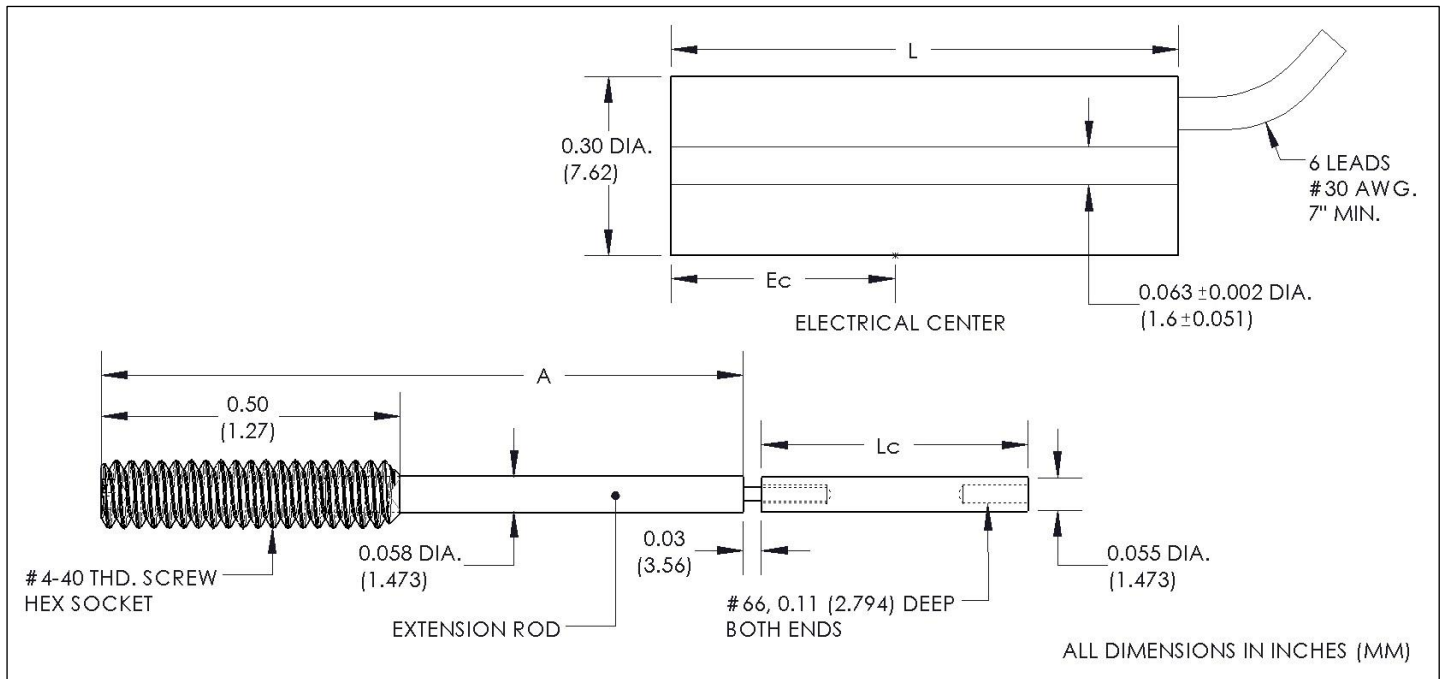 L
0.30 DIA.
(7.62)
6 LEADS
#30 AWG.
7" MIN.
Ec
0.063 ±0.002 DIA.
(1.6±0.051)
ELECTRICAL CENTER
A
0.50
(1.27)
Lc
0.058 DIA.
(1.473)
0.03
(3.56)
0.055 DIA.
(1.473)
#4-40 THD. SCREW
HEX SOCKET
EXTENSION ROD
#66, 0.11 (2.794) DEEP
BOTH ENDS
ALL DIMENSIONS IN INCHES (MM)